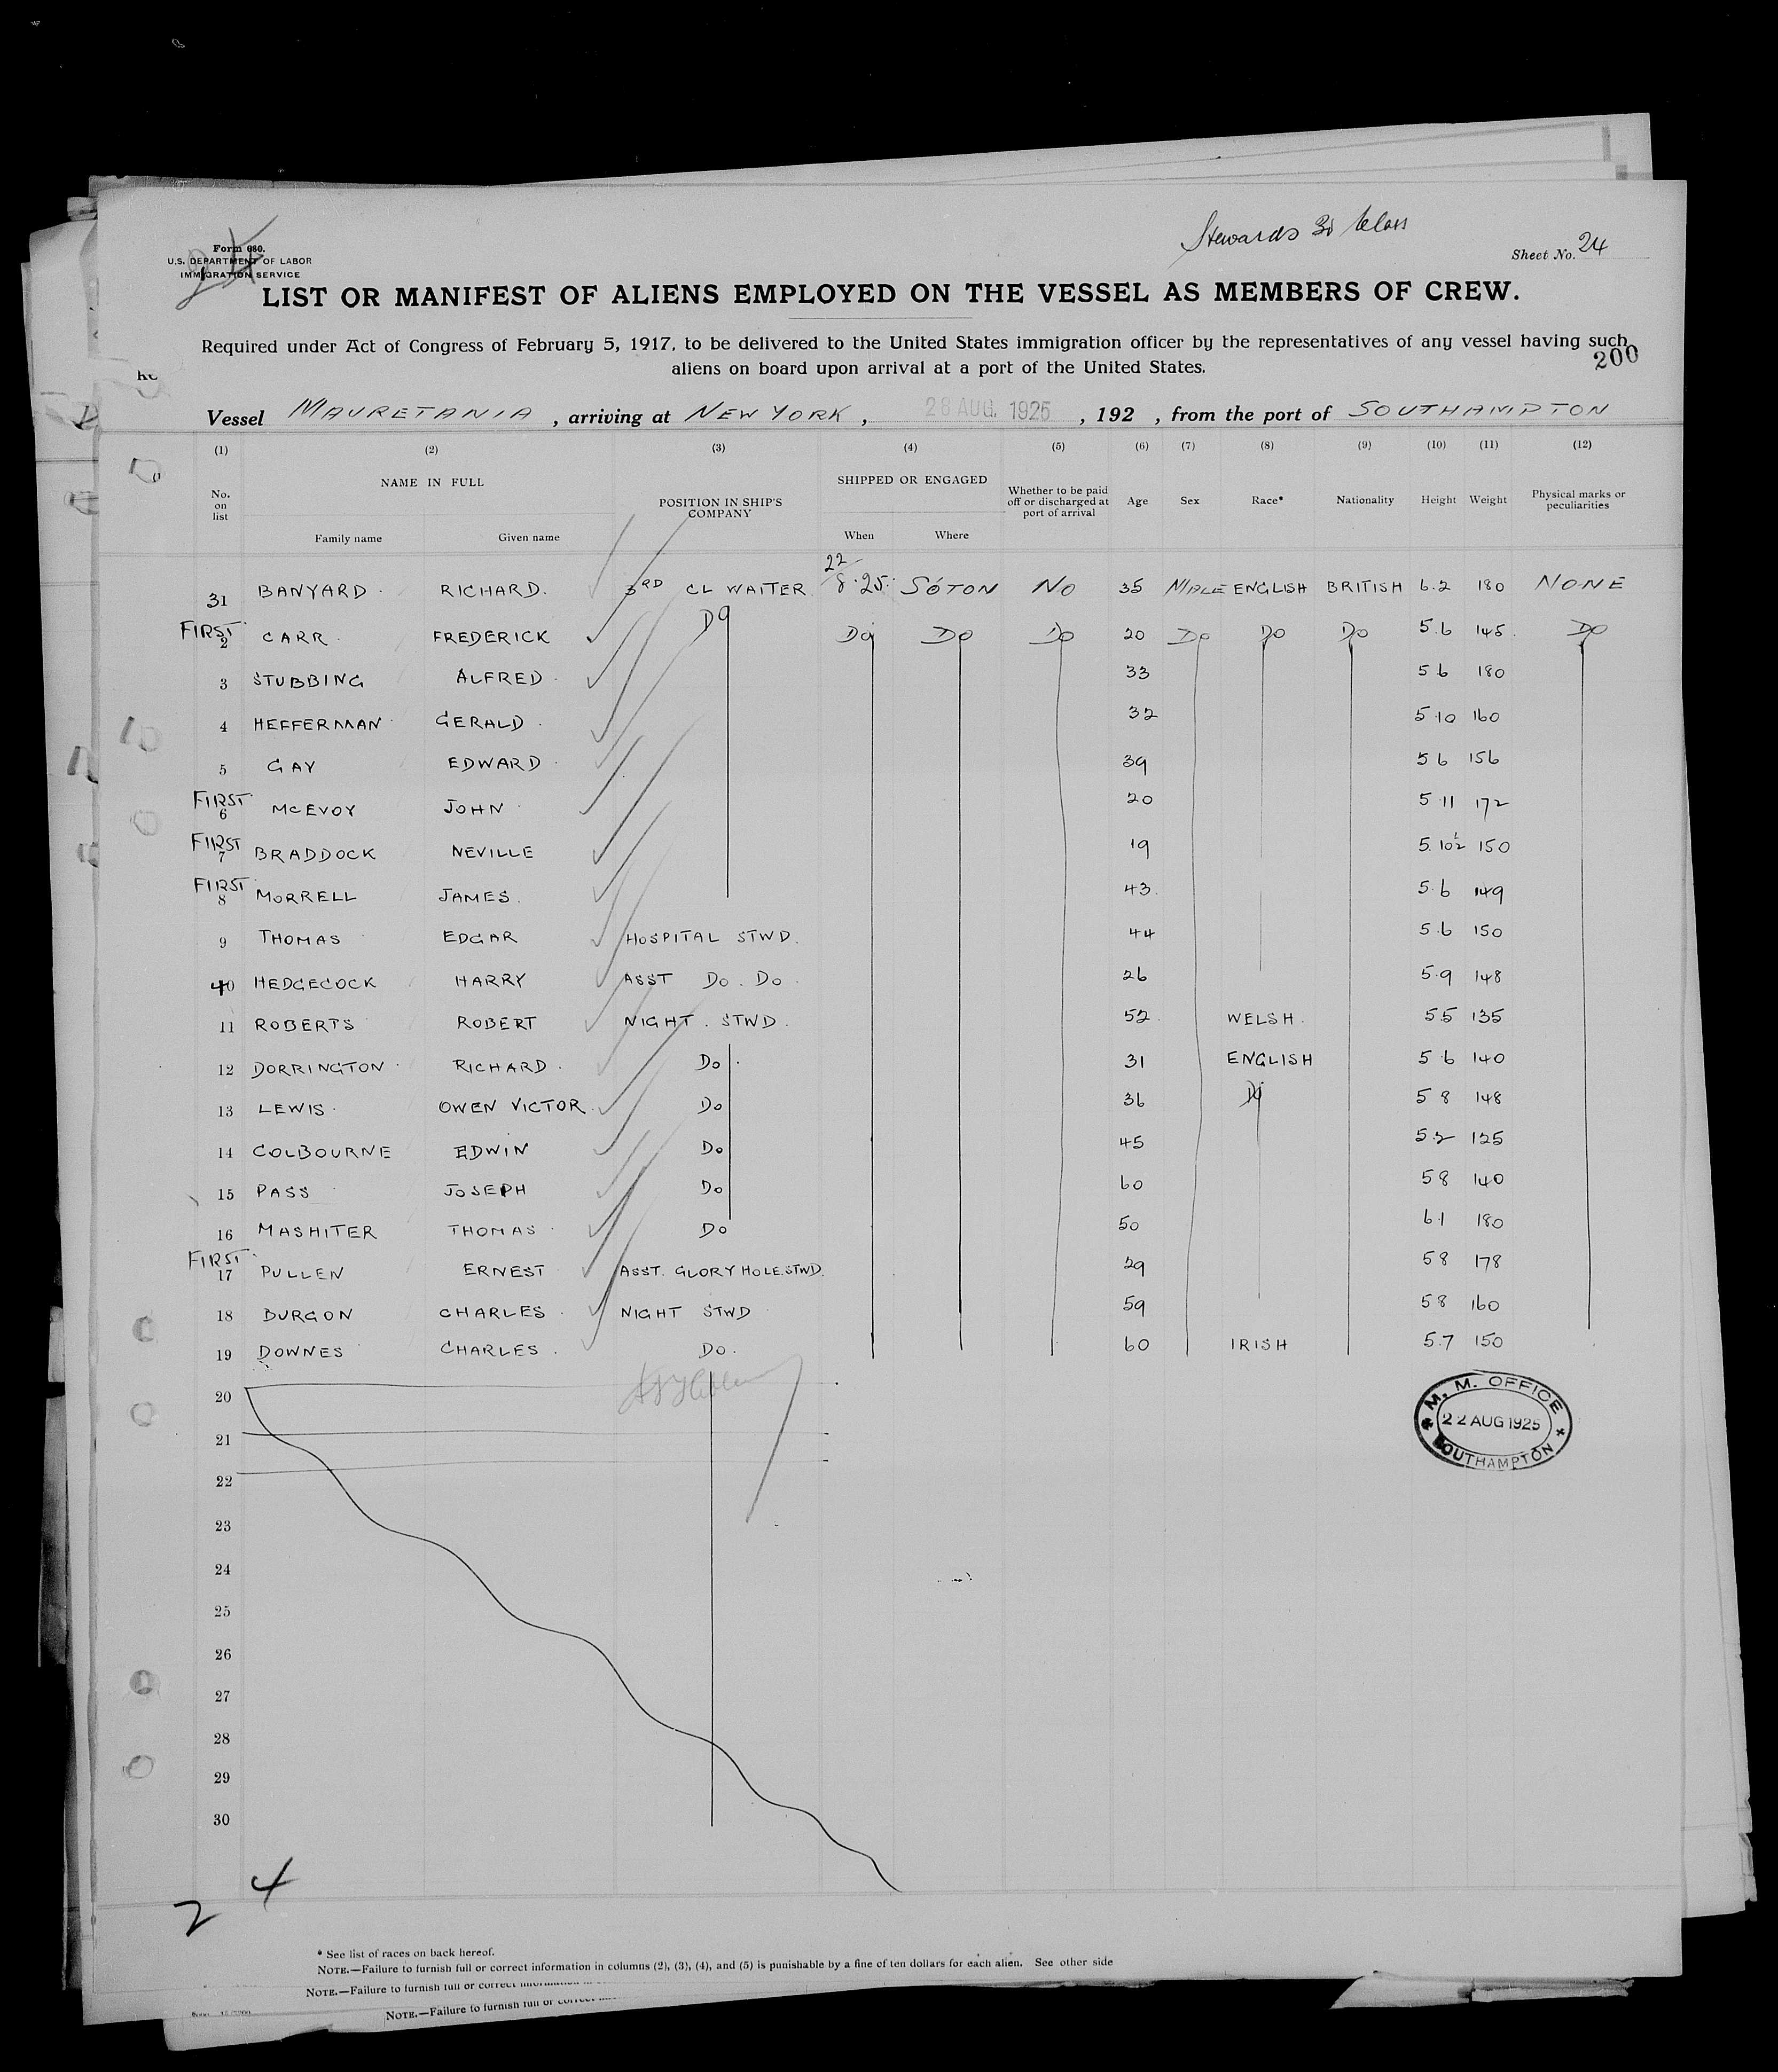 Stewards 3rd Class
Form 680.
U.S. DEPARTMENT OF LABOR
IMMIGRATION SERVICE
Sheet No. 24
LIST OR MANIFEST OF ALIENS EMPLOYED ON THE VESSEL AS MEMBERS OF CREW.
Required under Act of Congress of February 5, 1917, to be delivered to the United States immigration officer by the representatives of any vessel having such
aliens on board upon arrival at a port of the United States.
200
Vessel MAURETANIA, arriving at NEW YORK, 28 AUG. 1925, 192 , from the port of SOUTHAMPTON
(1) (2) (3) (4) (5) (6) (7) (8) (9) (10) (11) (12)
No. on list NAME IN FULL Family name Given name POSITION IN SHIP'S COMPANY SHIPPED OR ENGAGED When Where Whether to be paid off or discharged at port of arrival Age Sex Race* Nationality Height Weight Physical marks or peculiarities
31 BANYARD RICHARD. 3RD CL WAITER 22/8.25. SOTON NO 35 MALE ENGLISH BRITISH 6.2 180 NONE
FIRST 2 CARR FREDERICK DO DO DO DO 20 DO DO DO 5.6 145 DO
3 STUBBING ALFRED 33 5 6 180
4 HEFFERMAN GERALD 32 5.10 160
5 GAY EDWARD 39 5 6 156
FIRST 6 MCEVOY JOHN 20 5.11 172
FIRST 7 BRADDOCK NEVILLE 19 5.10½ 150
FIRST 8 MORRELL JAMES. 43. 5.6 149
9 THOMAS EDGAR HOSPITAL STWD. 44 5.6 150
40 HEDGECOCK HARRY ASST DO. DO 26 5.9 148
11 ROBERTS ROBERT NIGHT. STWD. 52 WELSH. 5 5 135
12 DORRINGTON RICHARD. DO 31 ENGLISH 5.6 140
13 LEWIS OWEN VICTOR. DO 36 DO 5 8 148
14 COLBOURNE EDWIN DO 45 5.2 125
15 PASS JOSEPH DO 60 5 8 140
16 MASHITER THOMAS DO 50 6.1 180
FIRST 17 PULLEN ERNEST ASST. GLORY HOLE. STWD. 29 5 8 178
18 BURGON CHARLES NIGHT STWD 59 5 8 160
19 DOWNES CHARLES. DO. 60 IRISH 5.7 150
20
21
22
23
24
25
26
27
28
29
30
M. M. OFFICE
22 AUG 1925
SOUTHAMPTON
24
* See list of races on back hereof.
NOTE.—Failure to furnish full or correct information in columns (2), (3), (4), and (5) is punishable by a fine of ten dollars for each alien. See other side
NOTE.—Failure to furnish full or correct information
NOTE.—Failure to furnish full or correct